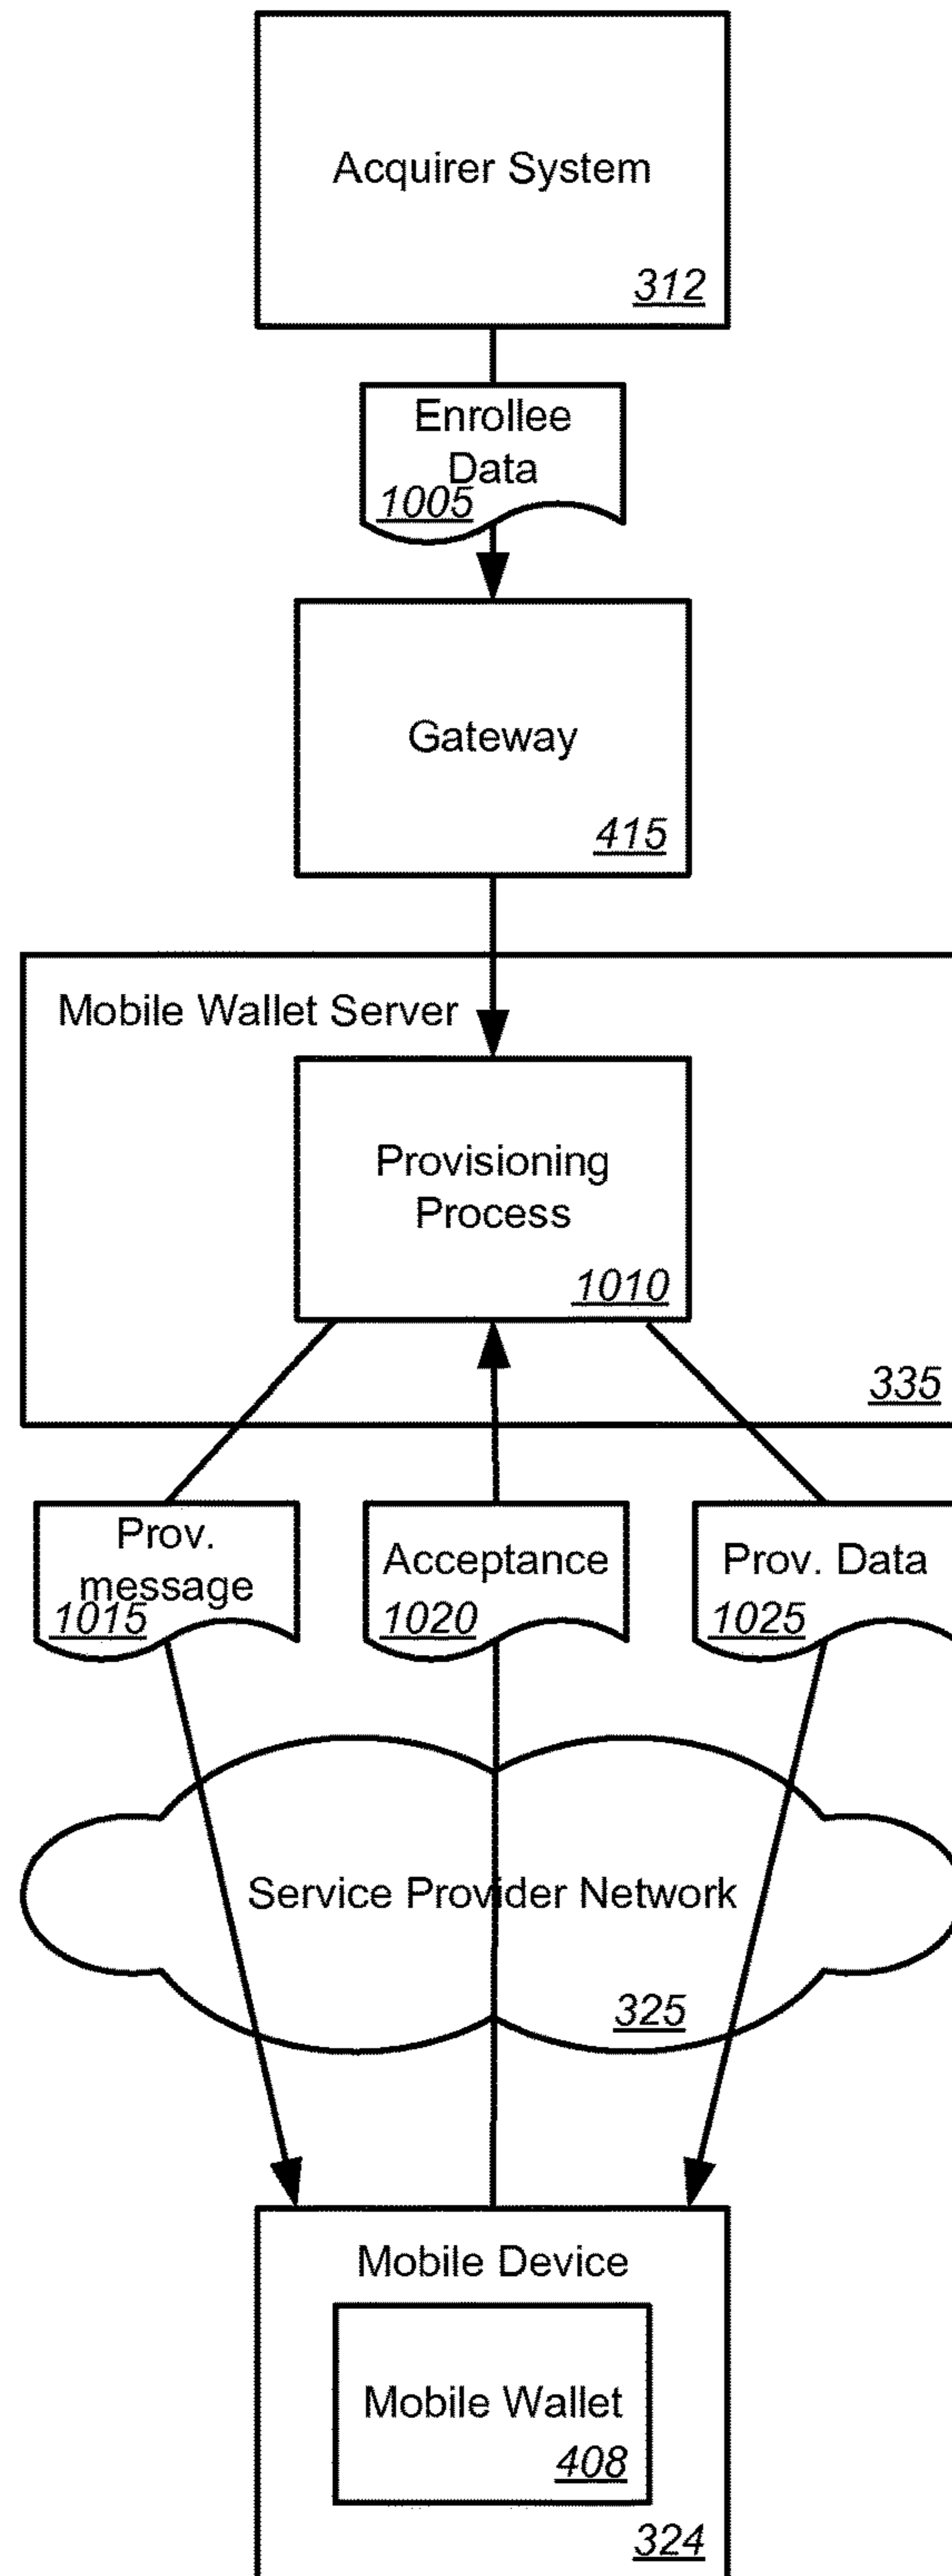 Acquirer System
312
Enrollee
Data
1005
Gateway
415
Mobile Wallet Server
Provisioning
Process
1010
335
Prov.
message
1015
Acceptance
1020
Prov. Data
1025
Service Provider Network
325
Mobile Device
Mobile Wallet
408
324